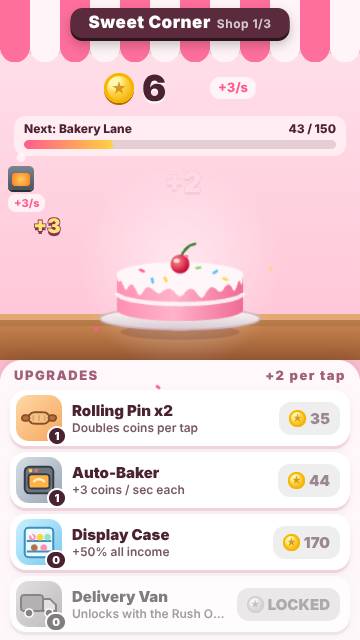 Sweet Corner Shop 1/3
6
+3/s
Next: Bakery Lane 43 / 150
+2
+3/s
+3
UPGRADES +2 per tap
Rolling Pin x2
Doubles coins per tap
1
35
Auto-Baker
+3 coins / sec each
1
44
Display Case
+50% all income
0
170
Delivery Van
Unlocks with the Rush O...
0
LOCKED